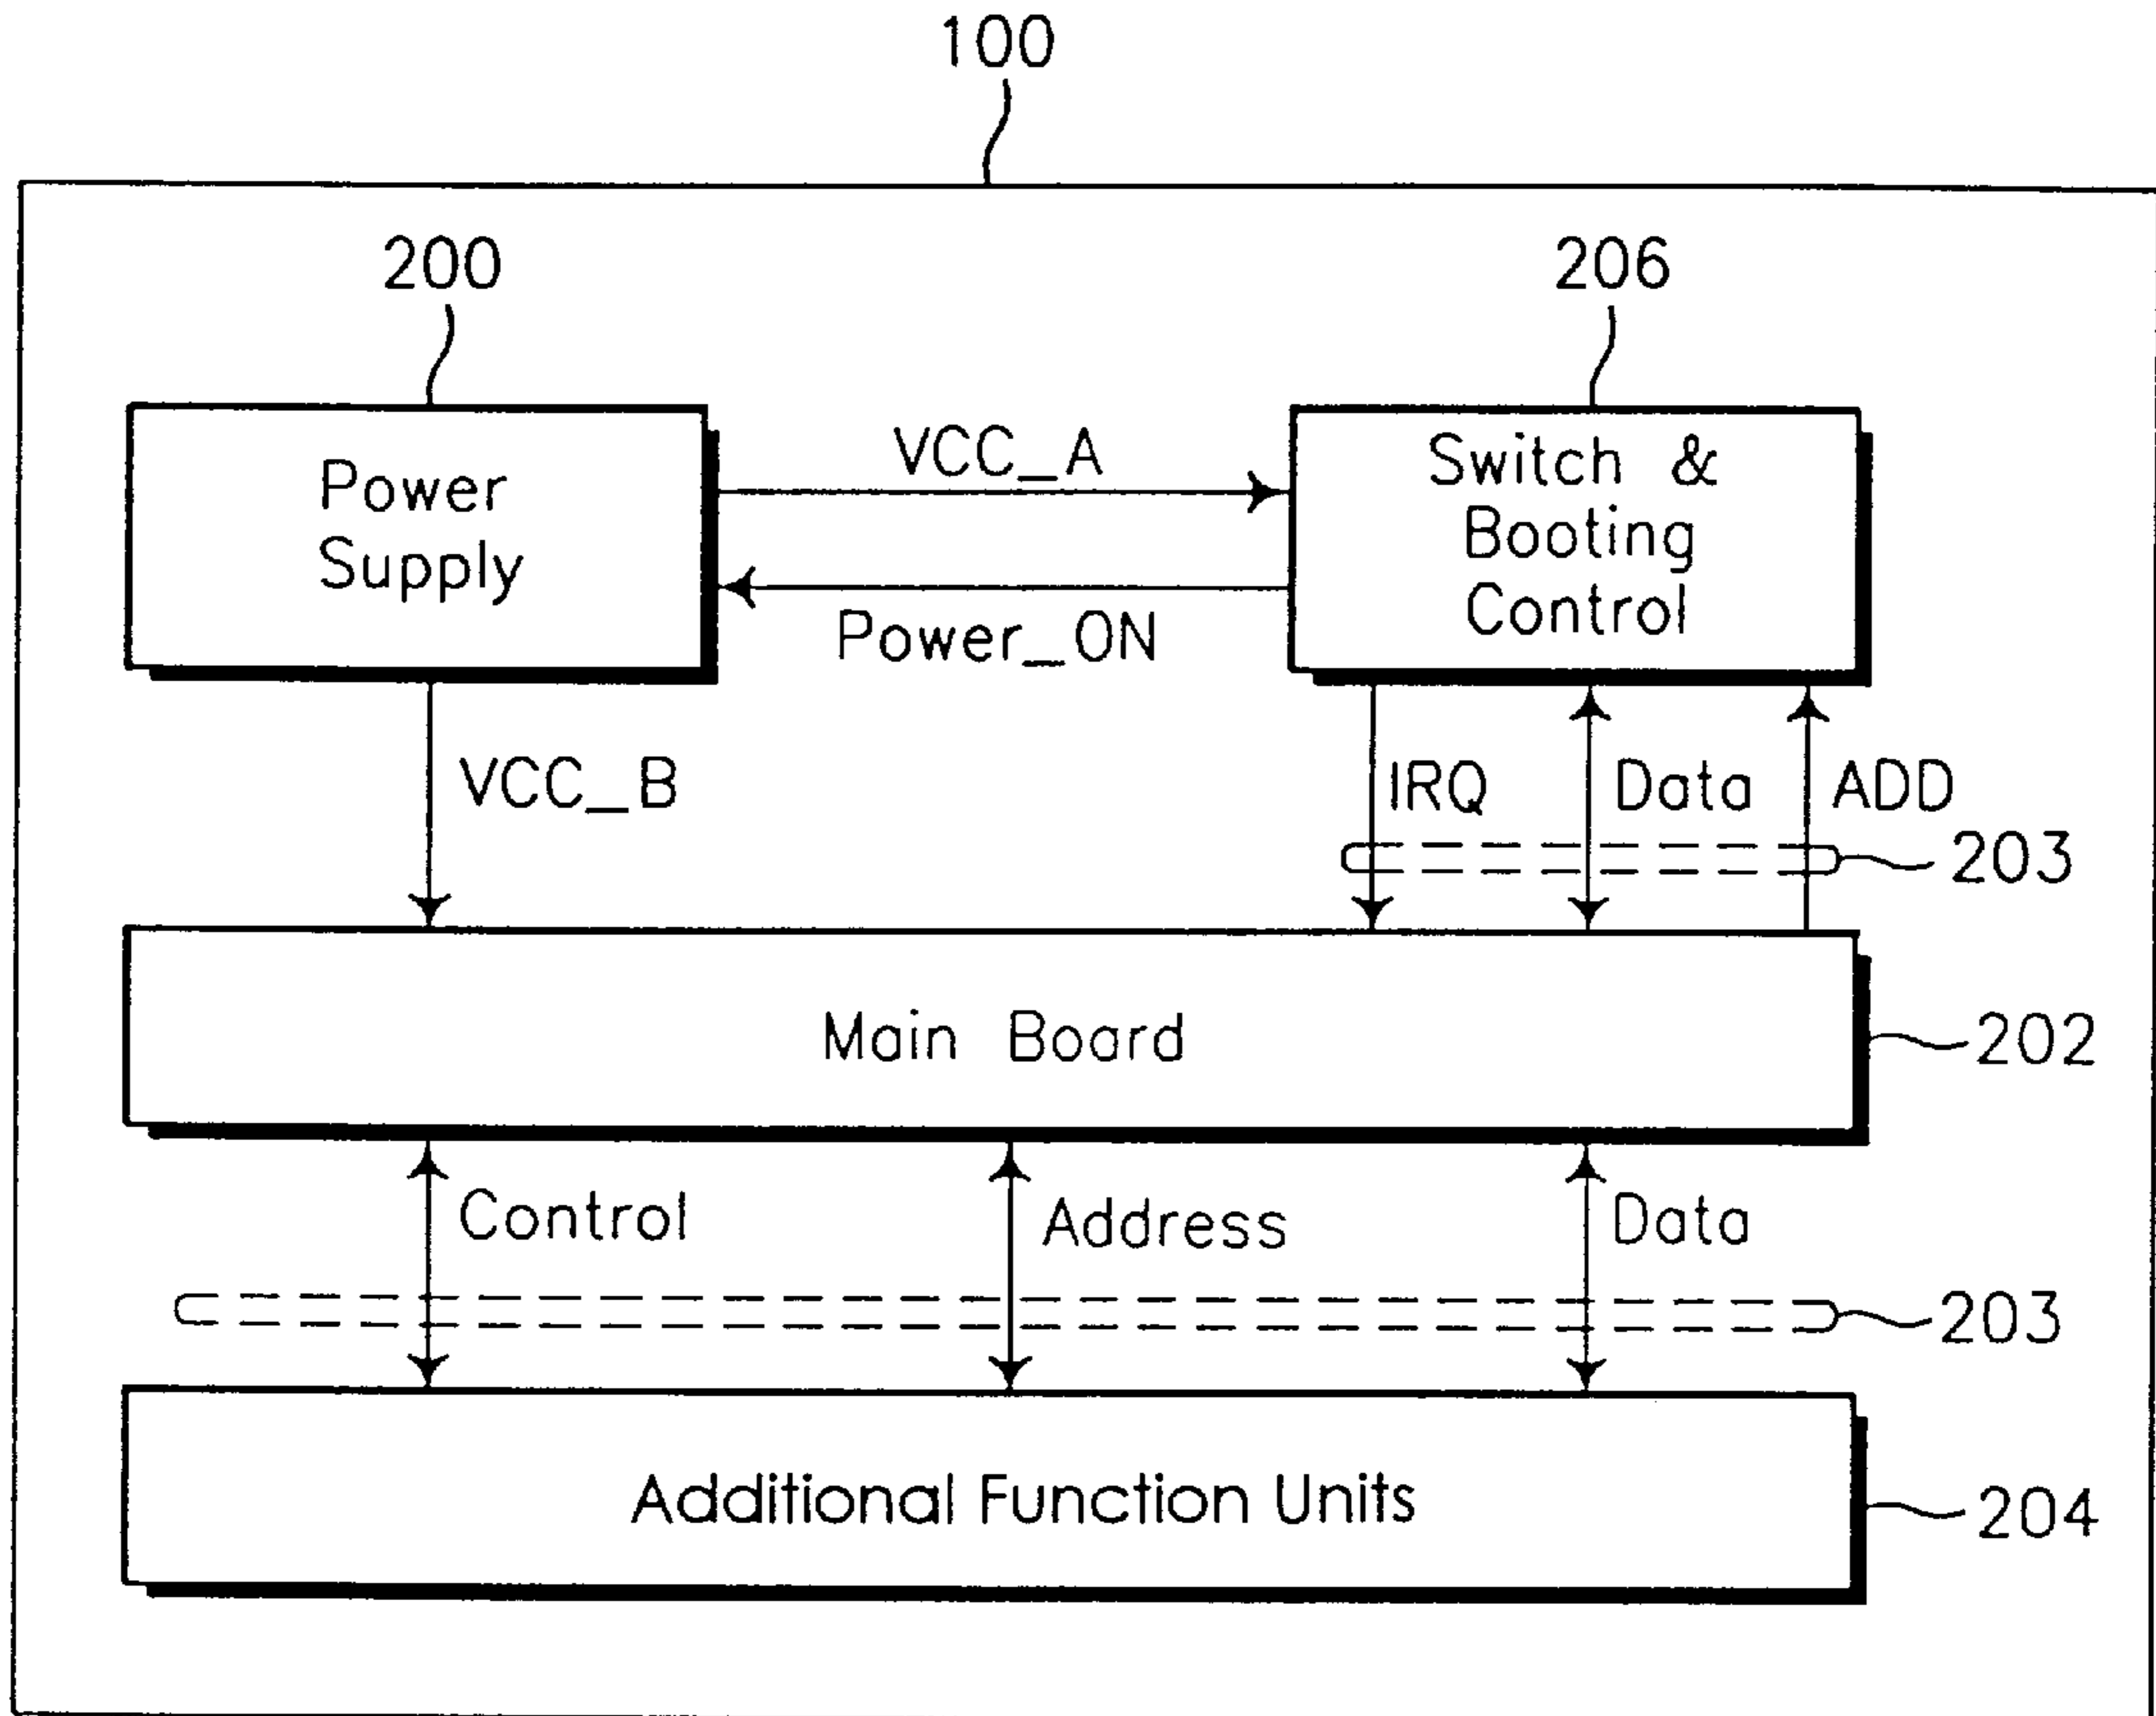 100
200
206
Power
Supply
VCC_A
Power_ON
Switch &
Booting
Control
VCC_B
IRQ
Data
ADD
203
Main Board
202
Control
Address
Data
203
Additional Function Units
204